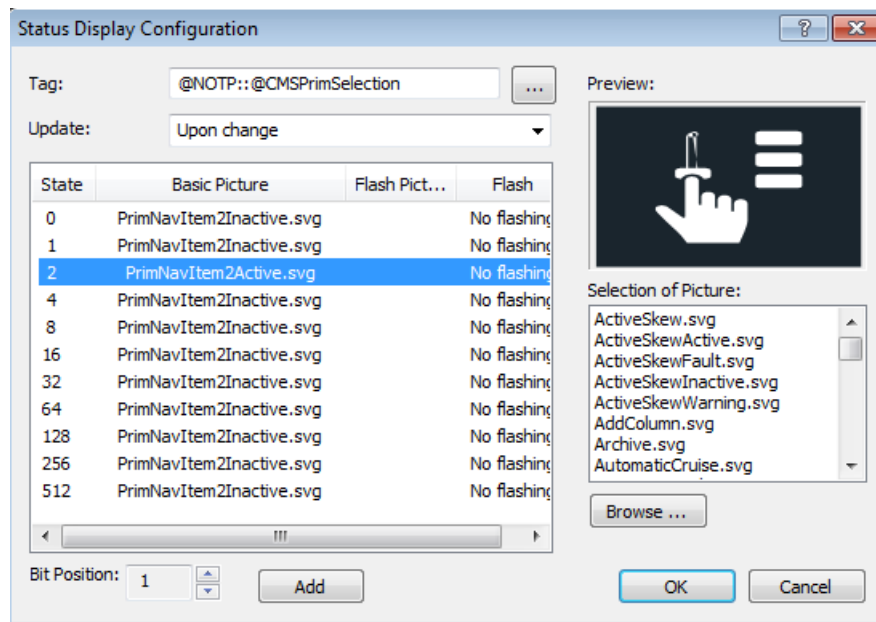 Status Display Configuration
Tag: @NOTP::@CMSPrimSelection ...
Update: Upon change
State Basic Picture Flash Pict... Flash
0 PrimNavItem2Inactive.svg No flashing
1 PrimNavItem2Inactive.svg No flashing
2 PrimNavItem2Active.svg No flashing
4 PrimNavItem2Inactive.svg No flashing
8 PrimNavItem2Inactive.svg No flashing
16 PrimNavItem2Inactive.svg No flashing
32 PrimNavItem2Inactive.svg No flashing
64 PrimNavItem2Inactive.svg No flashing
128 PrimNavItem2Inactive.svg No flashing
256 PrimNavItem2Inactive.svg No flashing
512 PrimNavItem2Inactive.svg No flashing
Bit Position: 1 Add
Preview:
Selection of Picture:
ActiveSkew.svg
ActiveSkewActive.svg
ActiveSkewFault.svg
ActiveSkewInactive.svg
ActiveSkewWarning.svg
AddColumn.svg
Archive.svg
AutomaticCruise.svg
Browse ...
OK Cancel